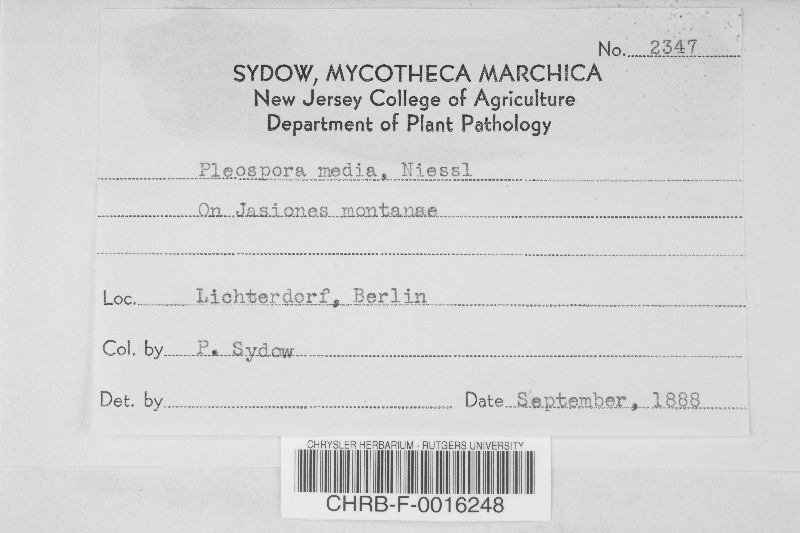 No. 2347
SYDOW, MYCOTHECA MARCHICA
New Jersey College of Agriculture
Department of Plant Pathology
Pleospora media, Niessl
On Jasiones montanae
Loc. Lichterdorf, Berlin
Col. by P. Sydow
Det. by Date September, 1888
CHRYSLER HERBARIUM - RUTGERS UNIVERSITY
CHRB-F-0016248